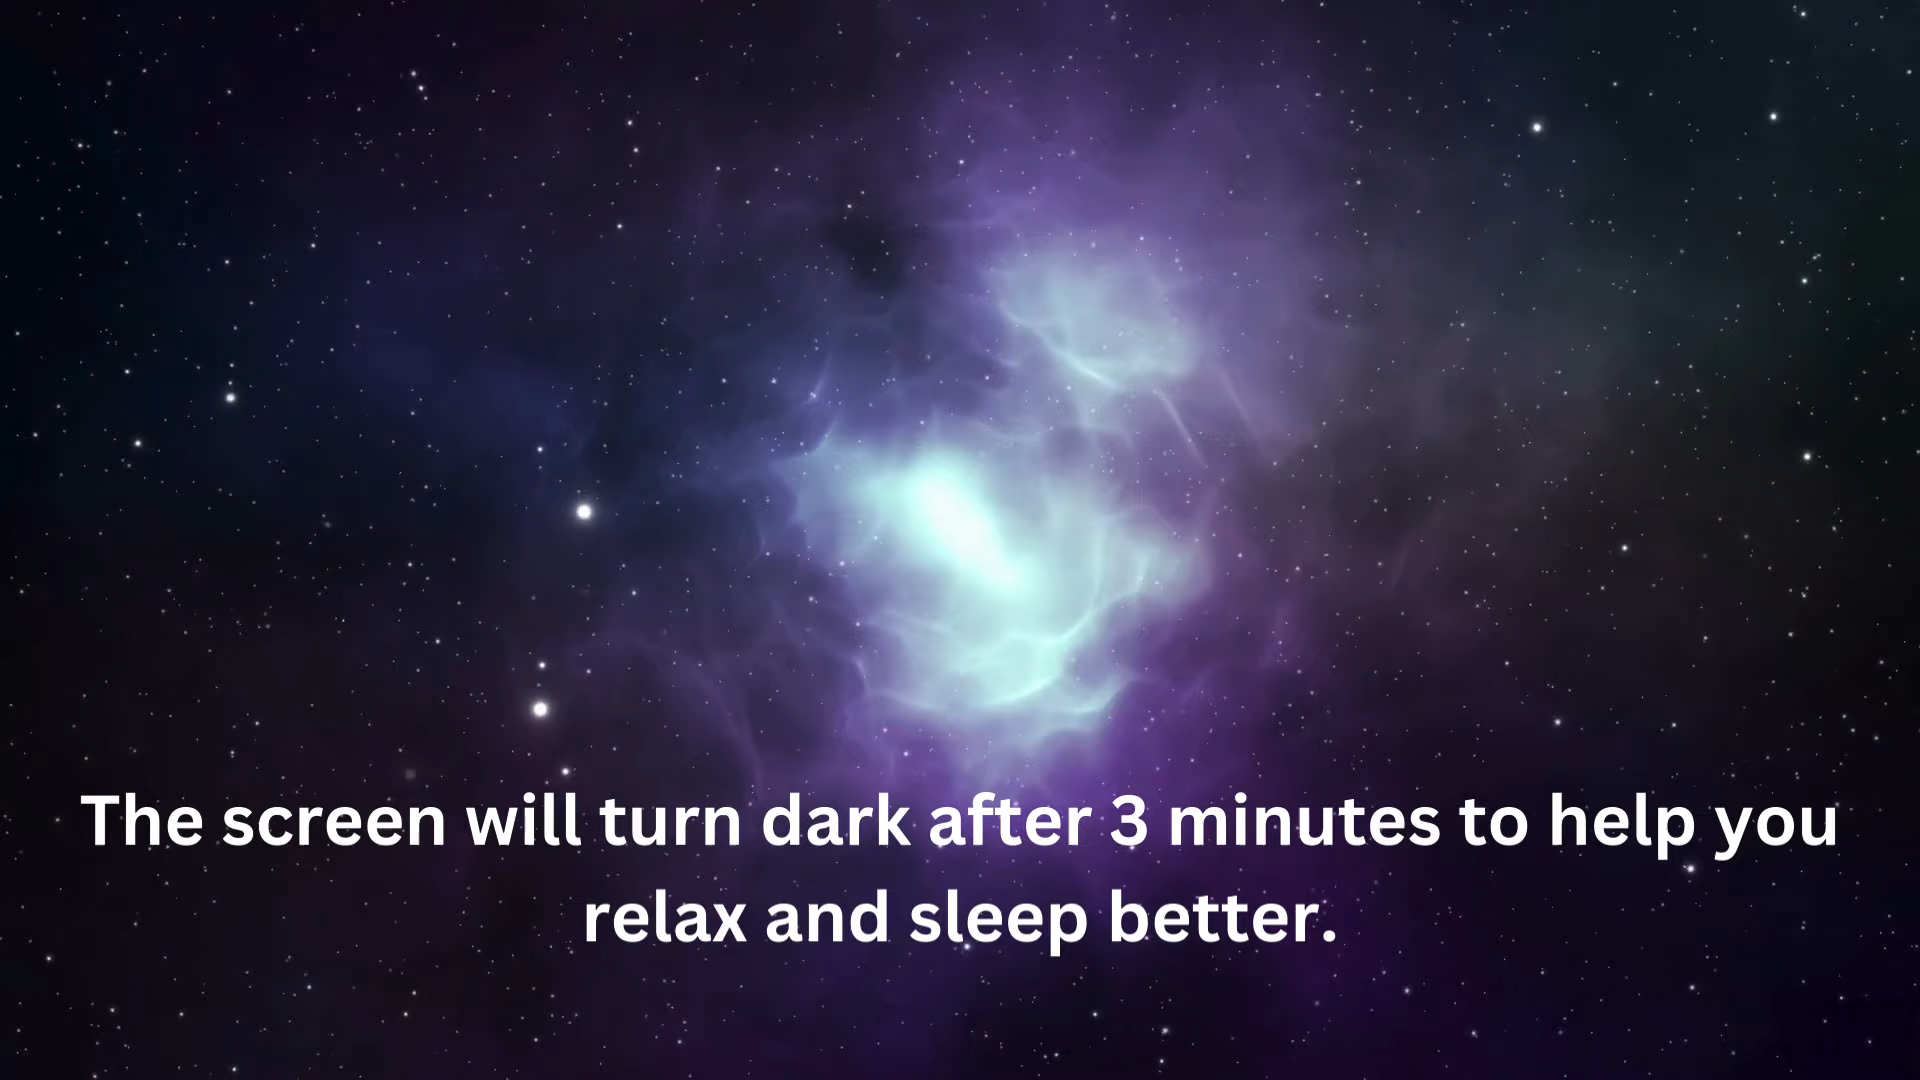 The screen will turn dark after 3 minutes to help you
relax and sleep better.